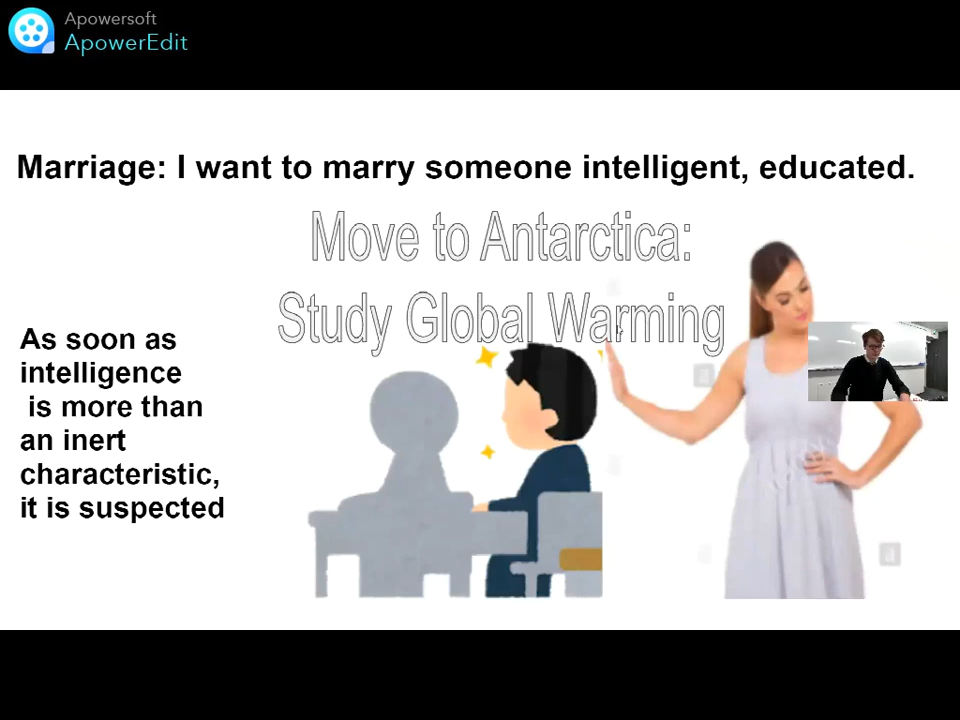 Apowersoft
ApowerEdit
Marriage: I want to marry someone intelligent, educated.
Move to Antarctica:
Study Global Warming
As soon as
intelligence
is more than
an inert
characteristic,
it is suspected
a
a